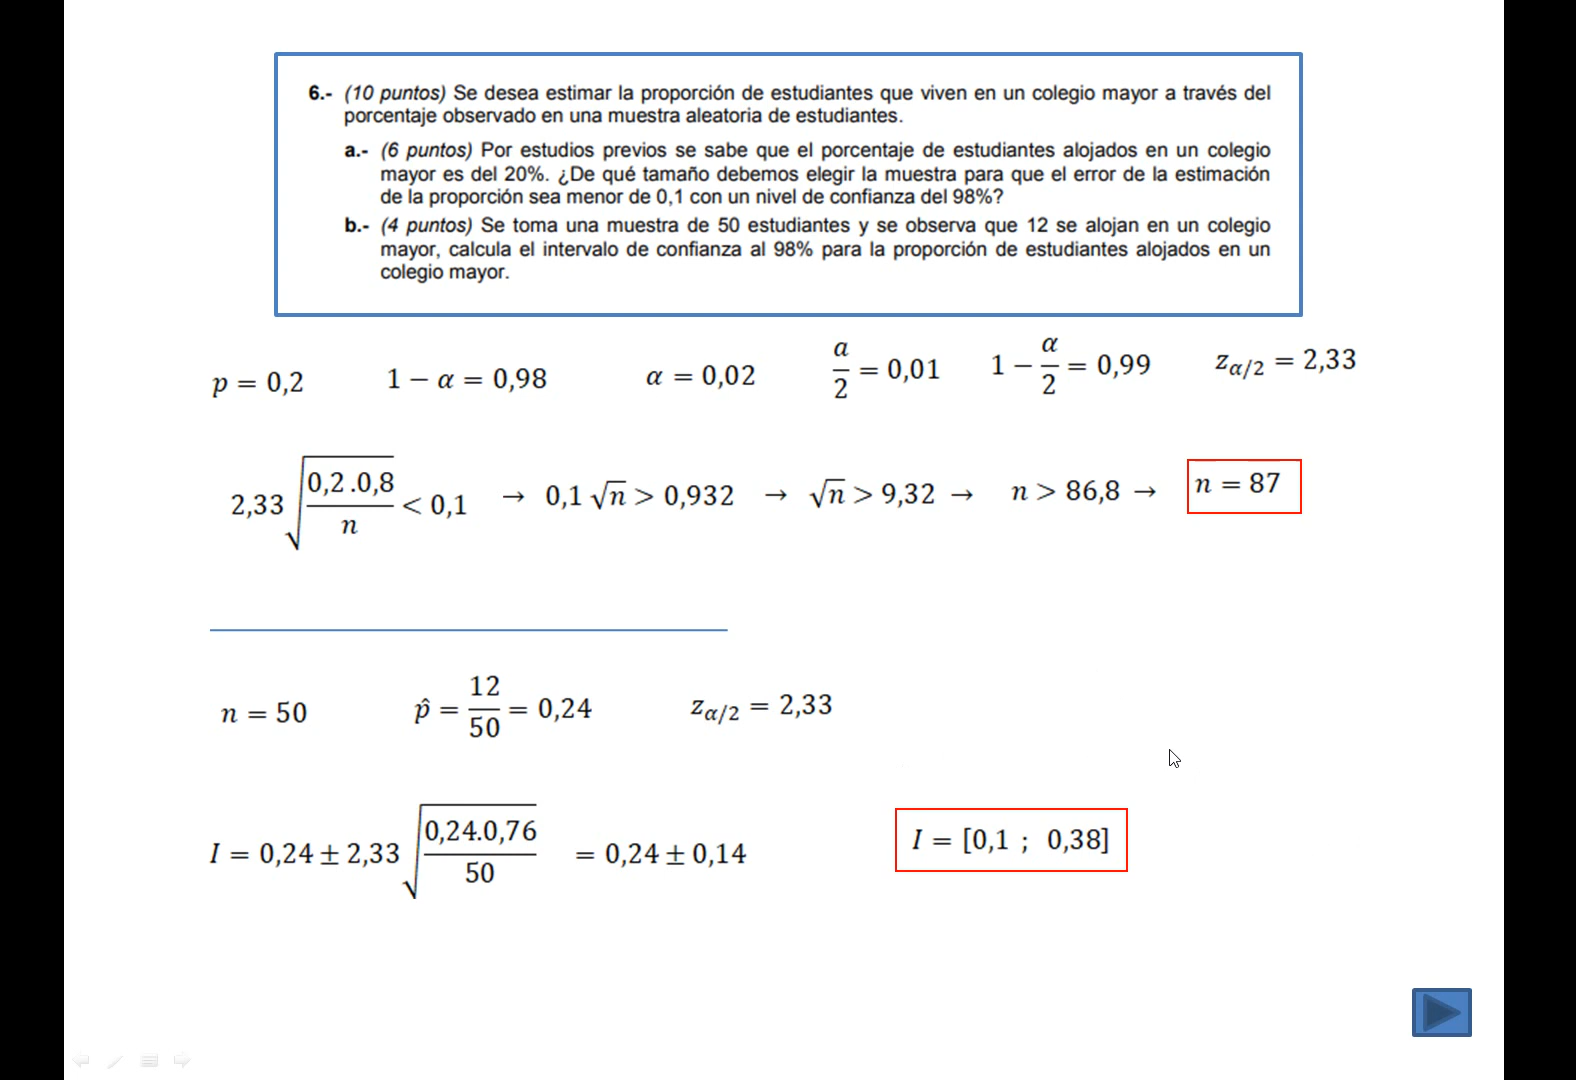 6.- (10 puntos) Se desea estimar la proporción de estudiantes que viven en un colegio mayor a través del
porcentaje observado en una muestra aleatoria de estudiantes.
a.- (6 puntos) Por estudios previos se sabe que el porcentaje de estudiantes alojados en un colegio
mayor es del 20%. ¿De qué tamaño debemos elegir la muestra para que el error de la estimación
de la proporción sea menor de 0,1 con un nivel de confianza del 98%?
b.- (4 puntos) Se toma una muestra de 50 estudiantes y se observa que 12 se alojan en un colegio
mayor, calcula el intervalo de confianza al 98% para la proporción de estudiantes alojados en un
colegio mayor.
p = 0,2 1 − α = 0,98 α = 0,02 a/2 = 0,01 1 − α/2 = 0,99 z_{α/2} = 2,33
2,33 √(0,2 .0,8/n) < 0,1 → 0,1 √n > 0,932 → √n > 9,32 → n > 86,8 → n = 87
n = 50 p̂ = 12/50 = 0,24 z_{α/2} = 2,33
I = 0,24 ± 2,33 √(0,24.0,76/50) = 0,24 ± 0,14 I = [0,1 ; 0,38]